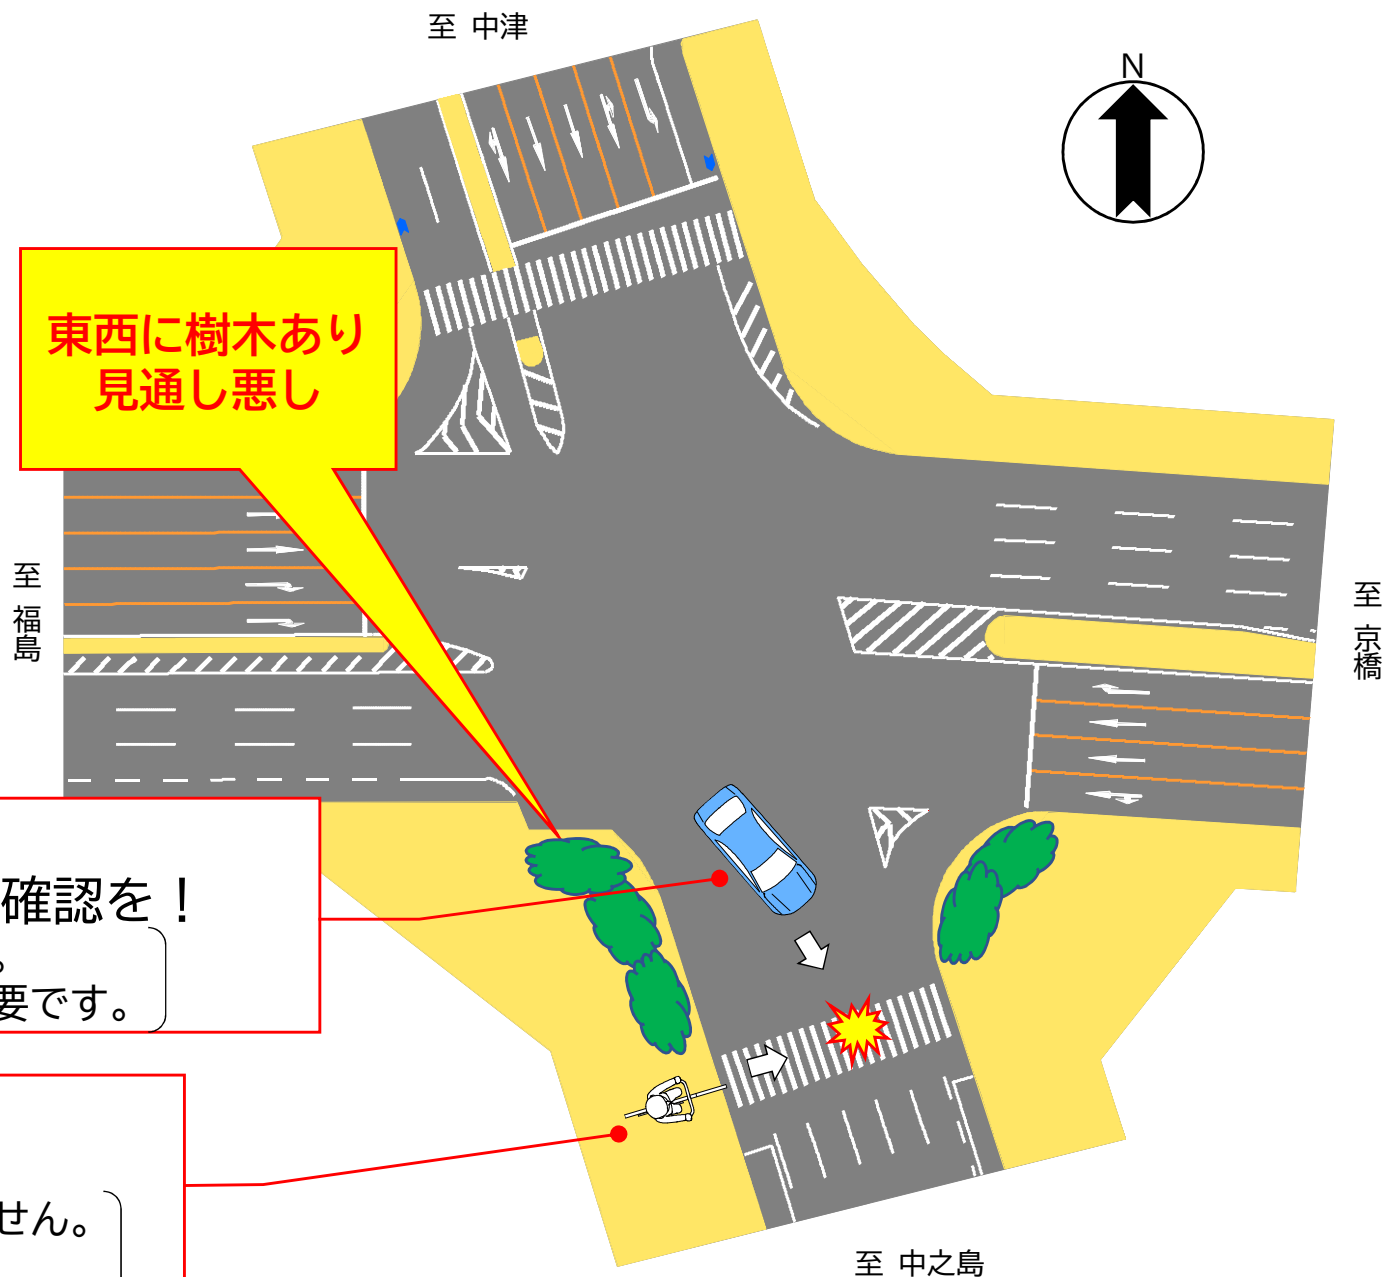 至 中津
N
東西に樹木あり
見通し悪し
至 福島
至 京橋
確認を!
。
要です。
せん。
至 中之島